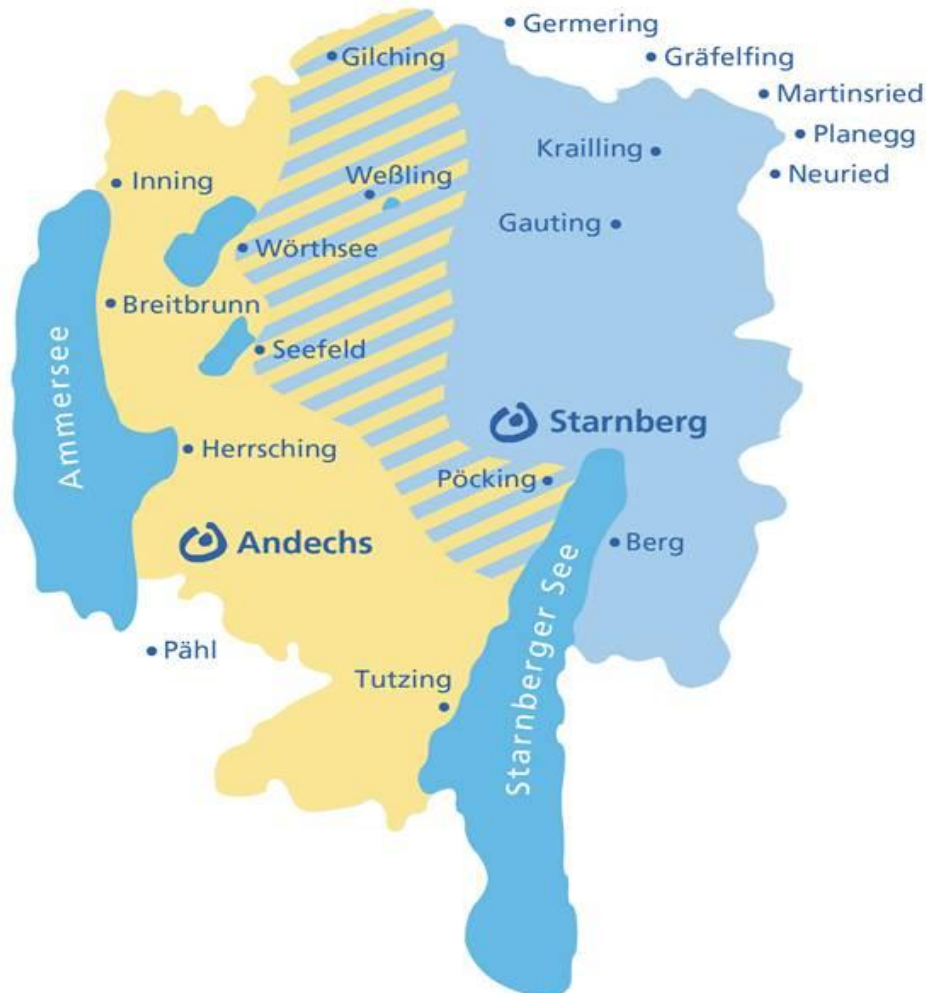 Germering
Gilching
Gräfelfing
Martinsried
Planegg
Krailling
Neuried
Weßling
Inning
Gauting
Wörthsee
Breitbrunn
Seefeld
Ammersee
Starnberg
Herrsching
Pöcking
Andechs
Berg
Starnberger See
Pähl
Tutzing